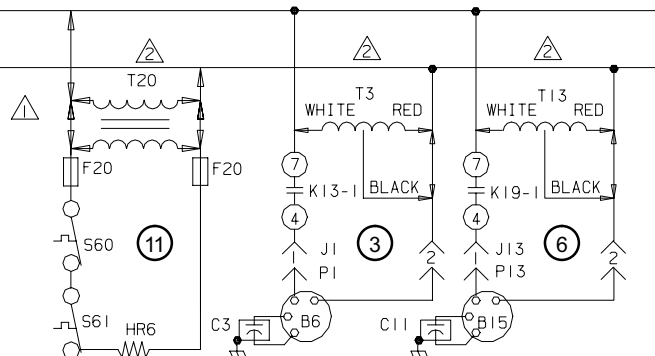 2 2 2
T20
1
T3 T13
WHITE RED WHITE RED
F20 F20
7 7
K13-1 BLACK K19-1 BLACK
4 4
S60 11 J1 3 J13 6
1 2 1 2
P1 P13
S61 HR6 C3 B6 C11 B15